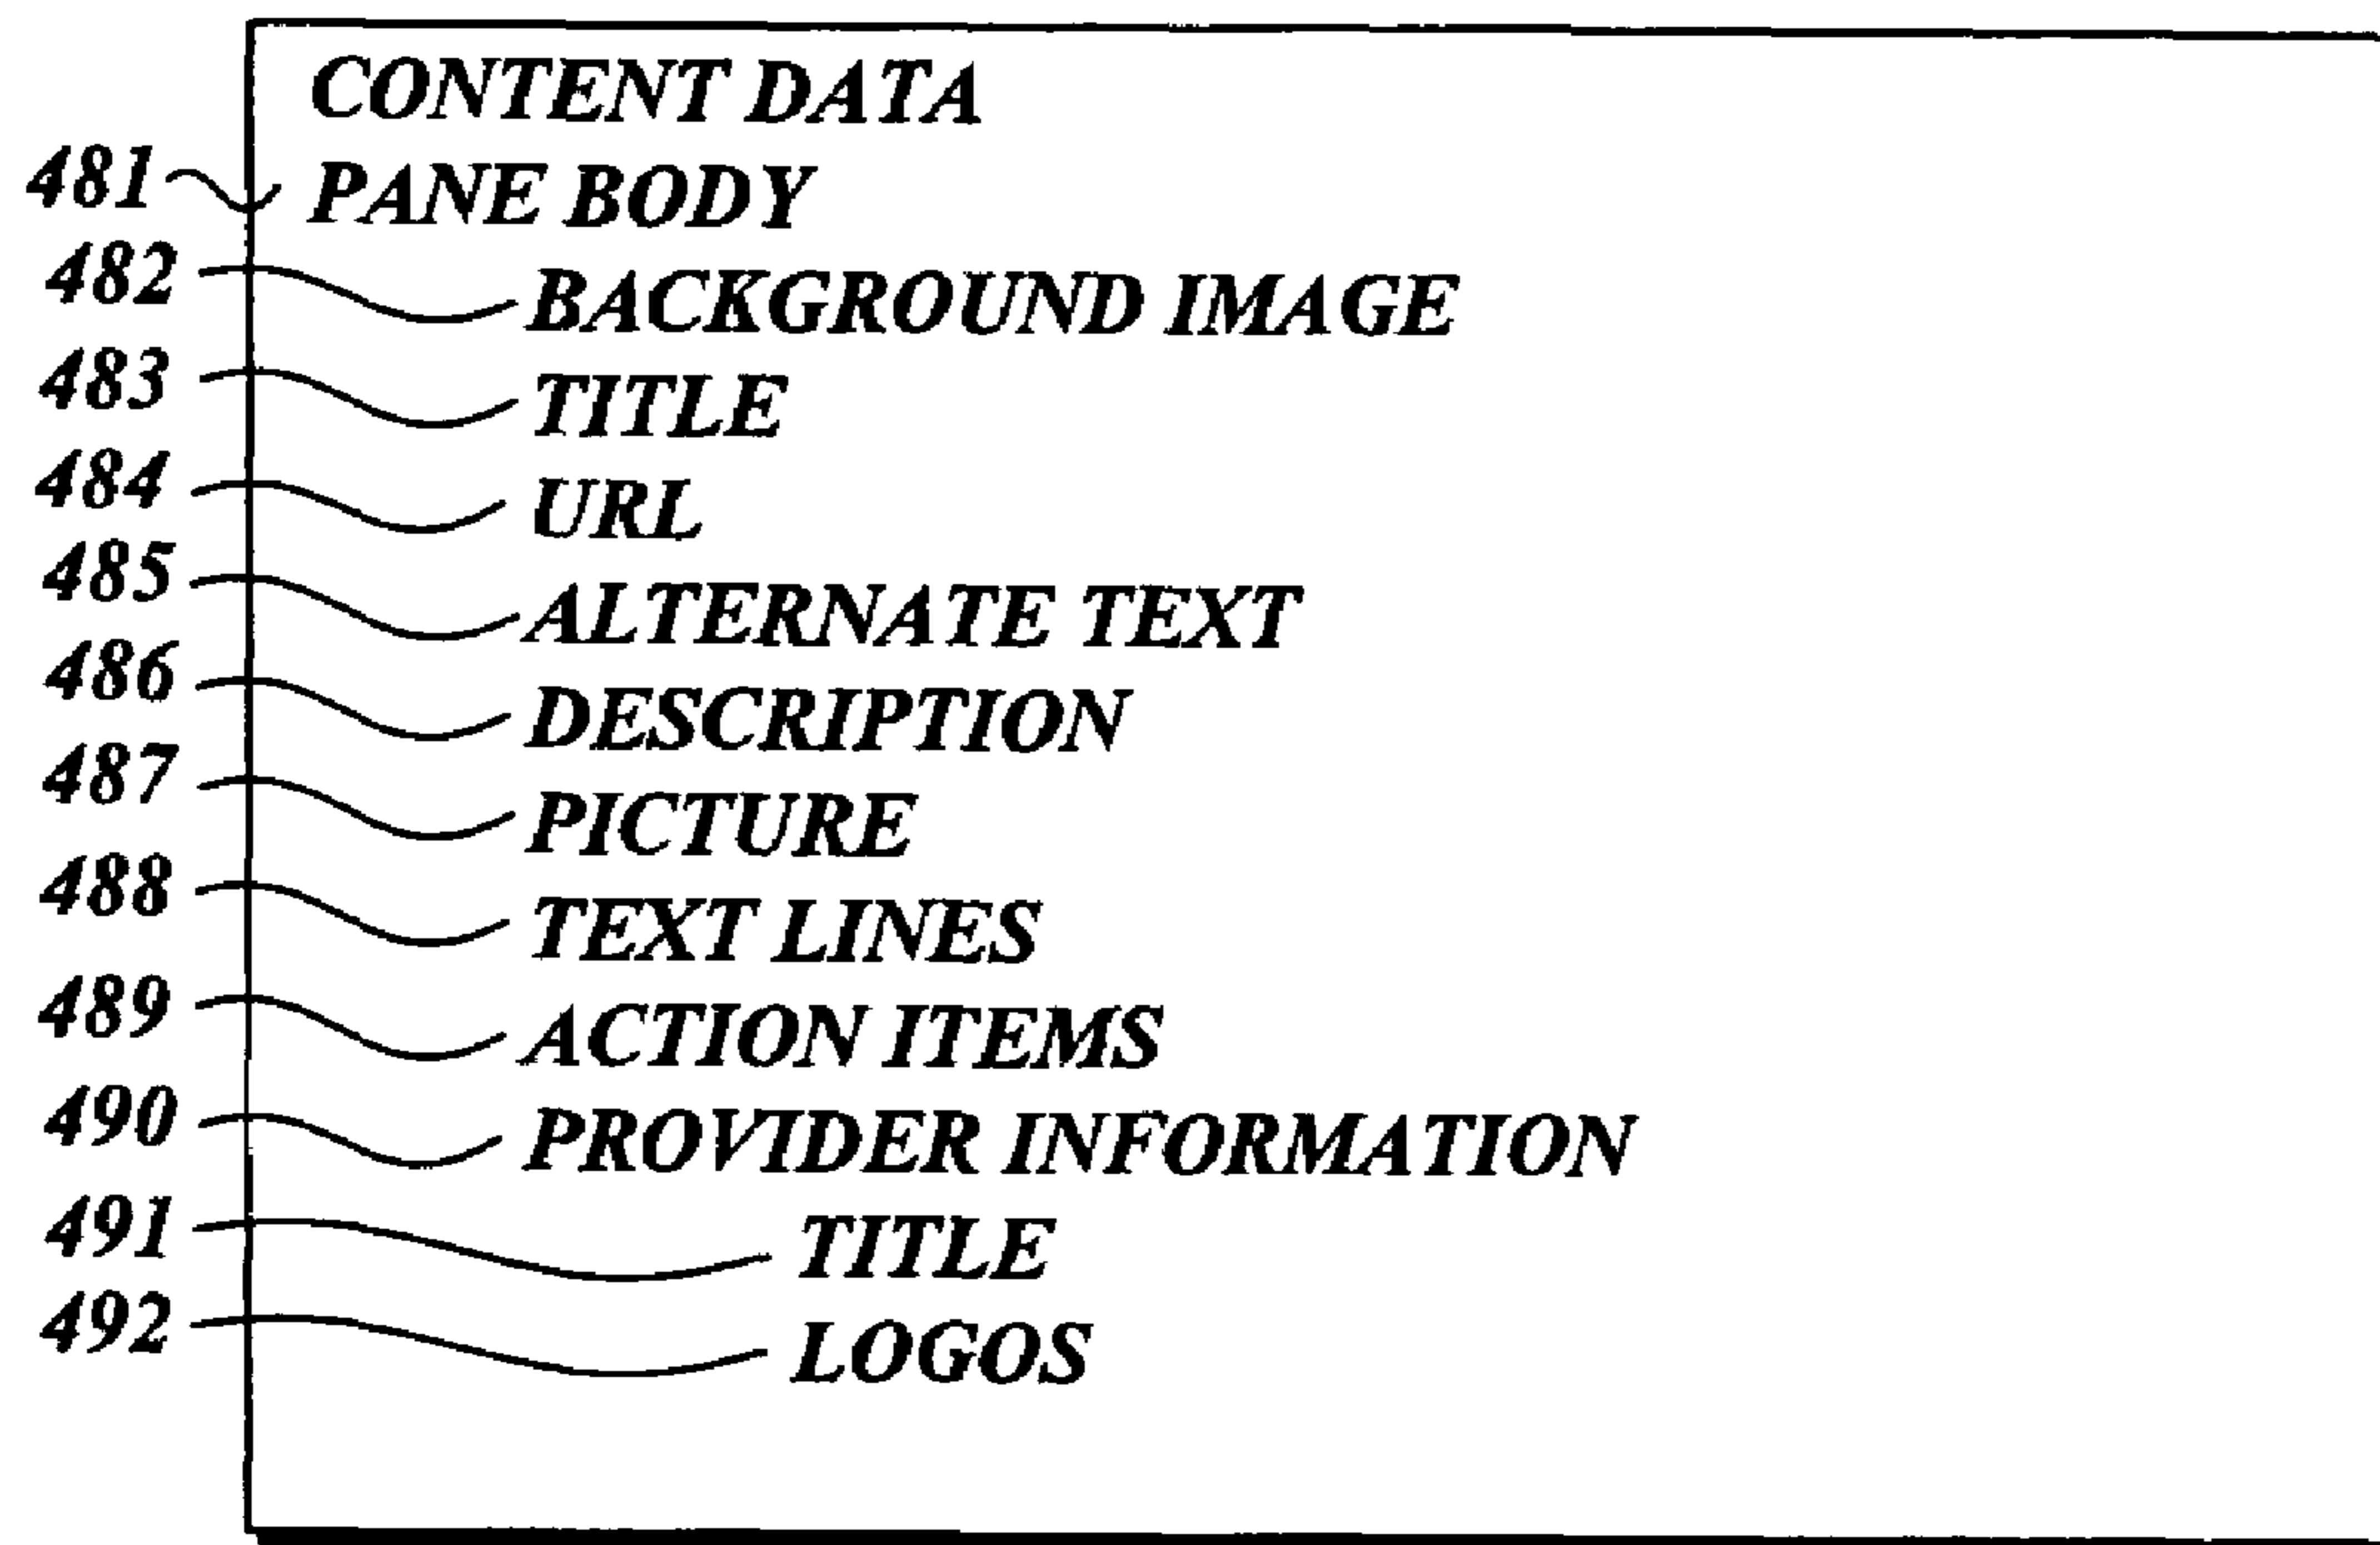 CONTENT DATA
481 PANE BODY
482 BACKGROUND IMAGE
483 TITLE
484 URL
485 ALTERNATE TEXT
486 DESCRIPTION
487 PICTURE
488 TEXT LINES
489 ACTION ITEMS
490 PROVIDER INFORMATION
491 TITLE
492 LOGOS